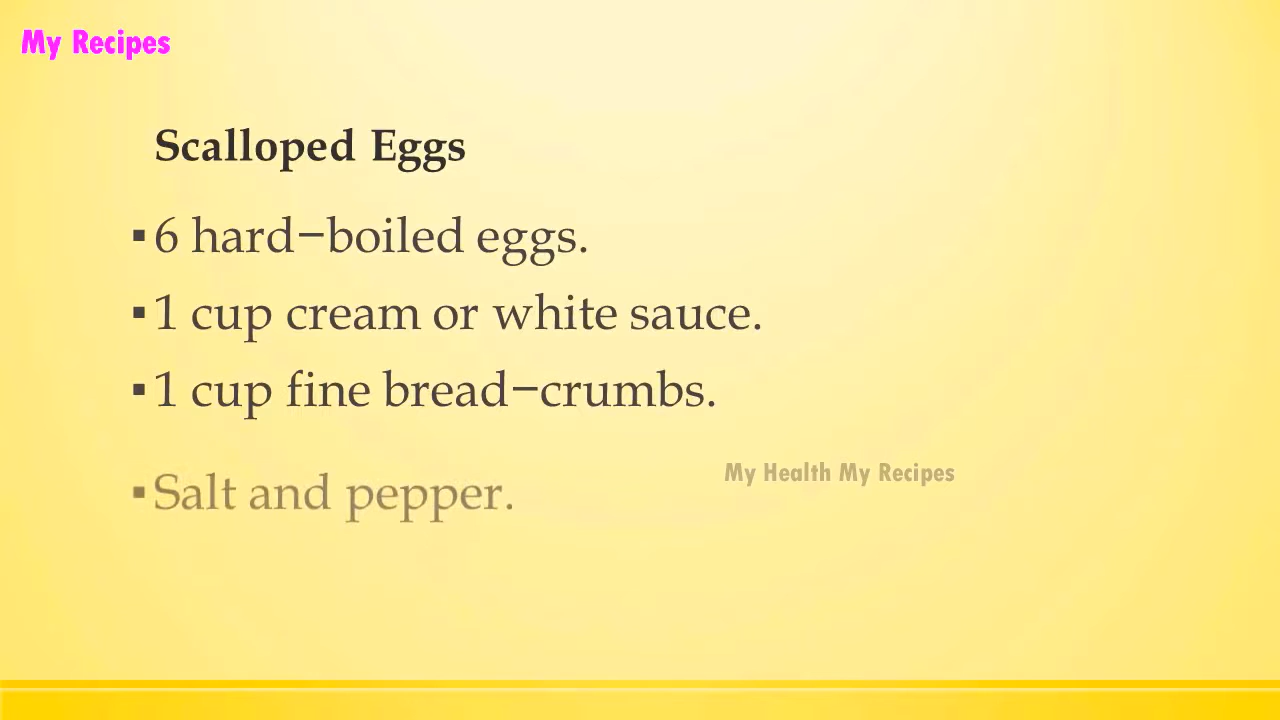 My Recipes
Scalloped Eggs
▪6 hard−boiled eggs.
▪1 cup cream or white sauce.
▪1 cup fine bread−crumbs.
▪Salt and pepper.
My Health My Recipes